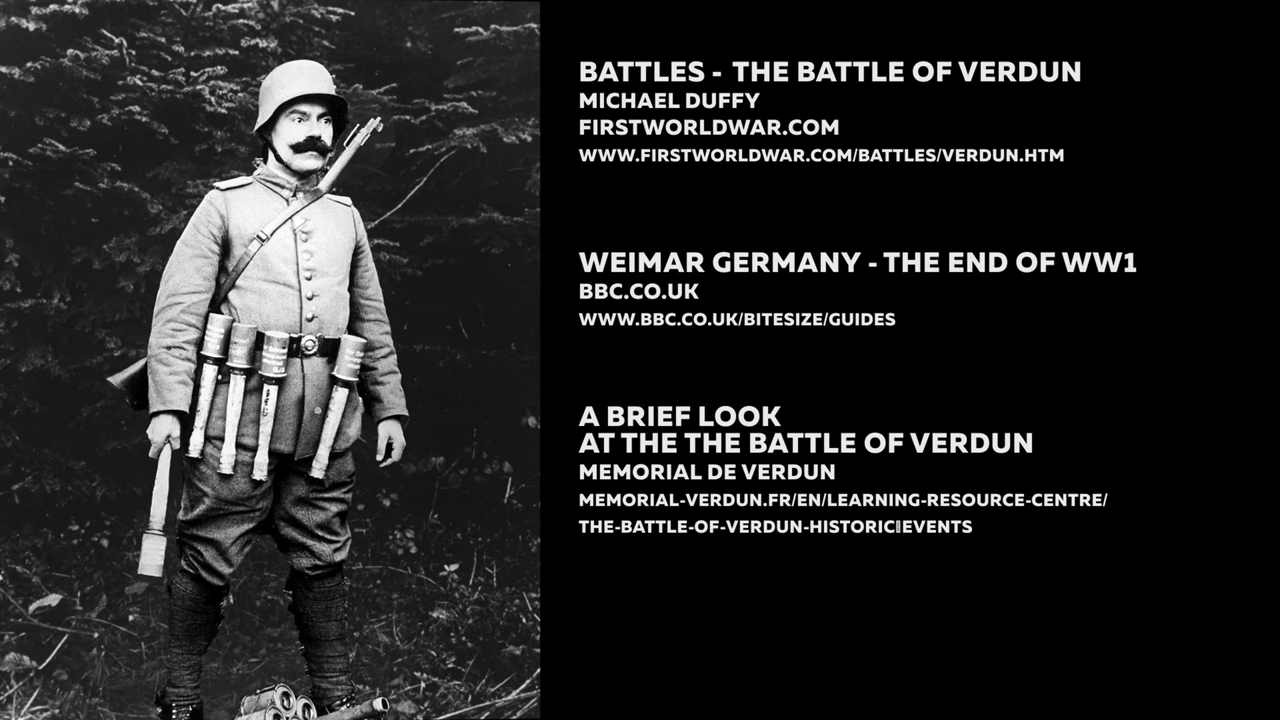 BATTLES - THE BATTLE OF VERDUN
MICHAEL DUFFY
FIRSTWORLDWAR.COM
WWW.FIRSTWORLDWAR.COM/BATTLES/VERDUN.HTM
WEIMAR GERMANY - THE END OF WW1
BBC.CO.UK
WWW.BBC.CO.UK/BITESIZE/GUIDES
A BRIEF LOOK
AT THE THE BATTLE OF VERDUN
MEMORIAL DE VERDUN
MEMORIAL-VERDUN.FR/EN/LEARNING-RESOURCE-CENTRE/
THE-BATTLE-OF-VERDUN-HISTORIC▯EVENTS